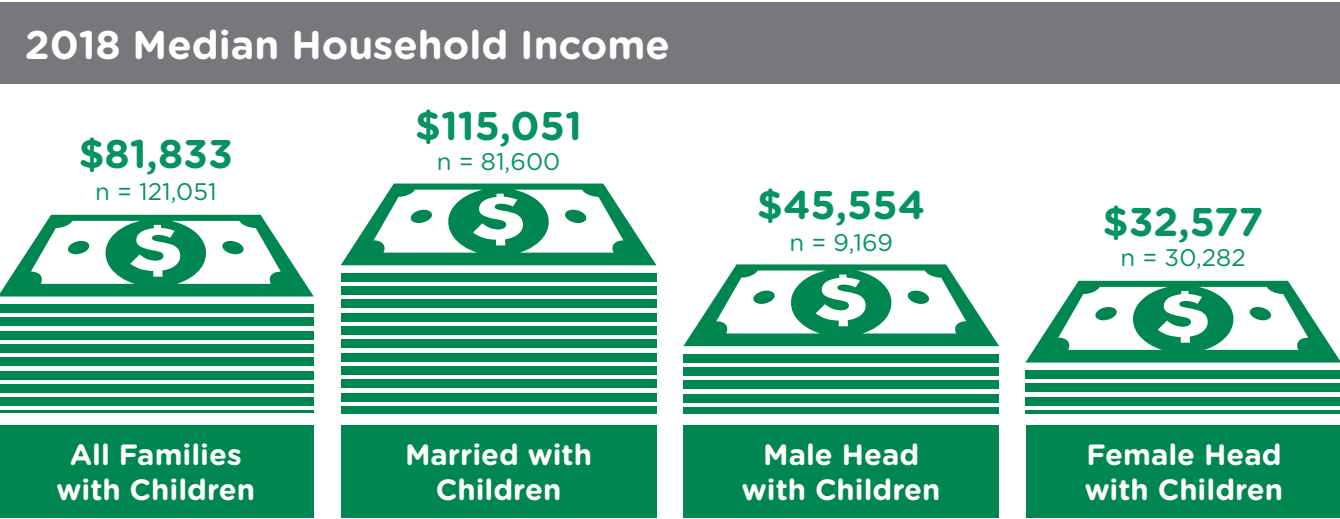 2018 Median Household Income
$81,833
n = 121,051
$
All Families
with Children
$115,051
n = 81,600
$
Married with
Children
$45,554
n = 9,169
$
Male Head
with Children
$32,577
n = 30,282
$
Female Head
with Children